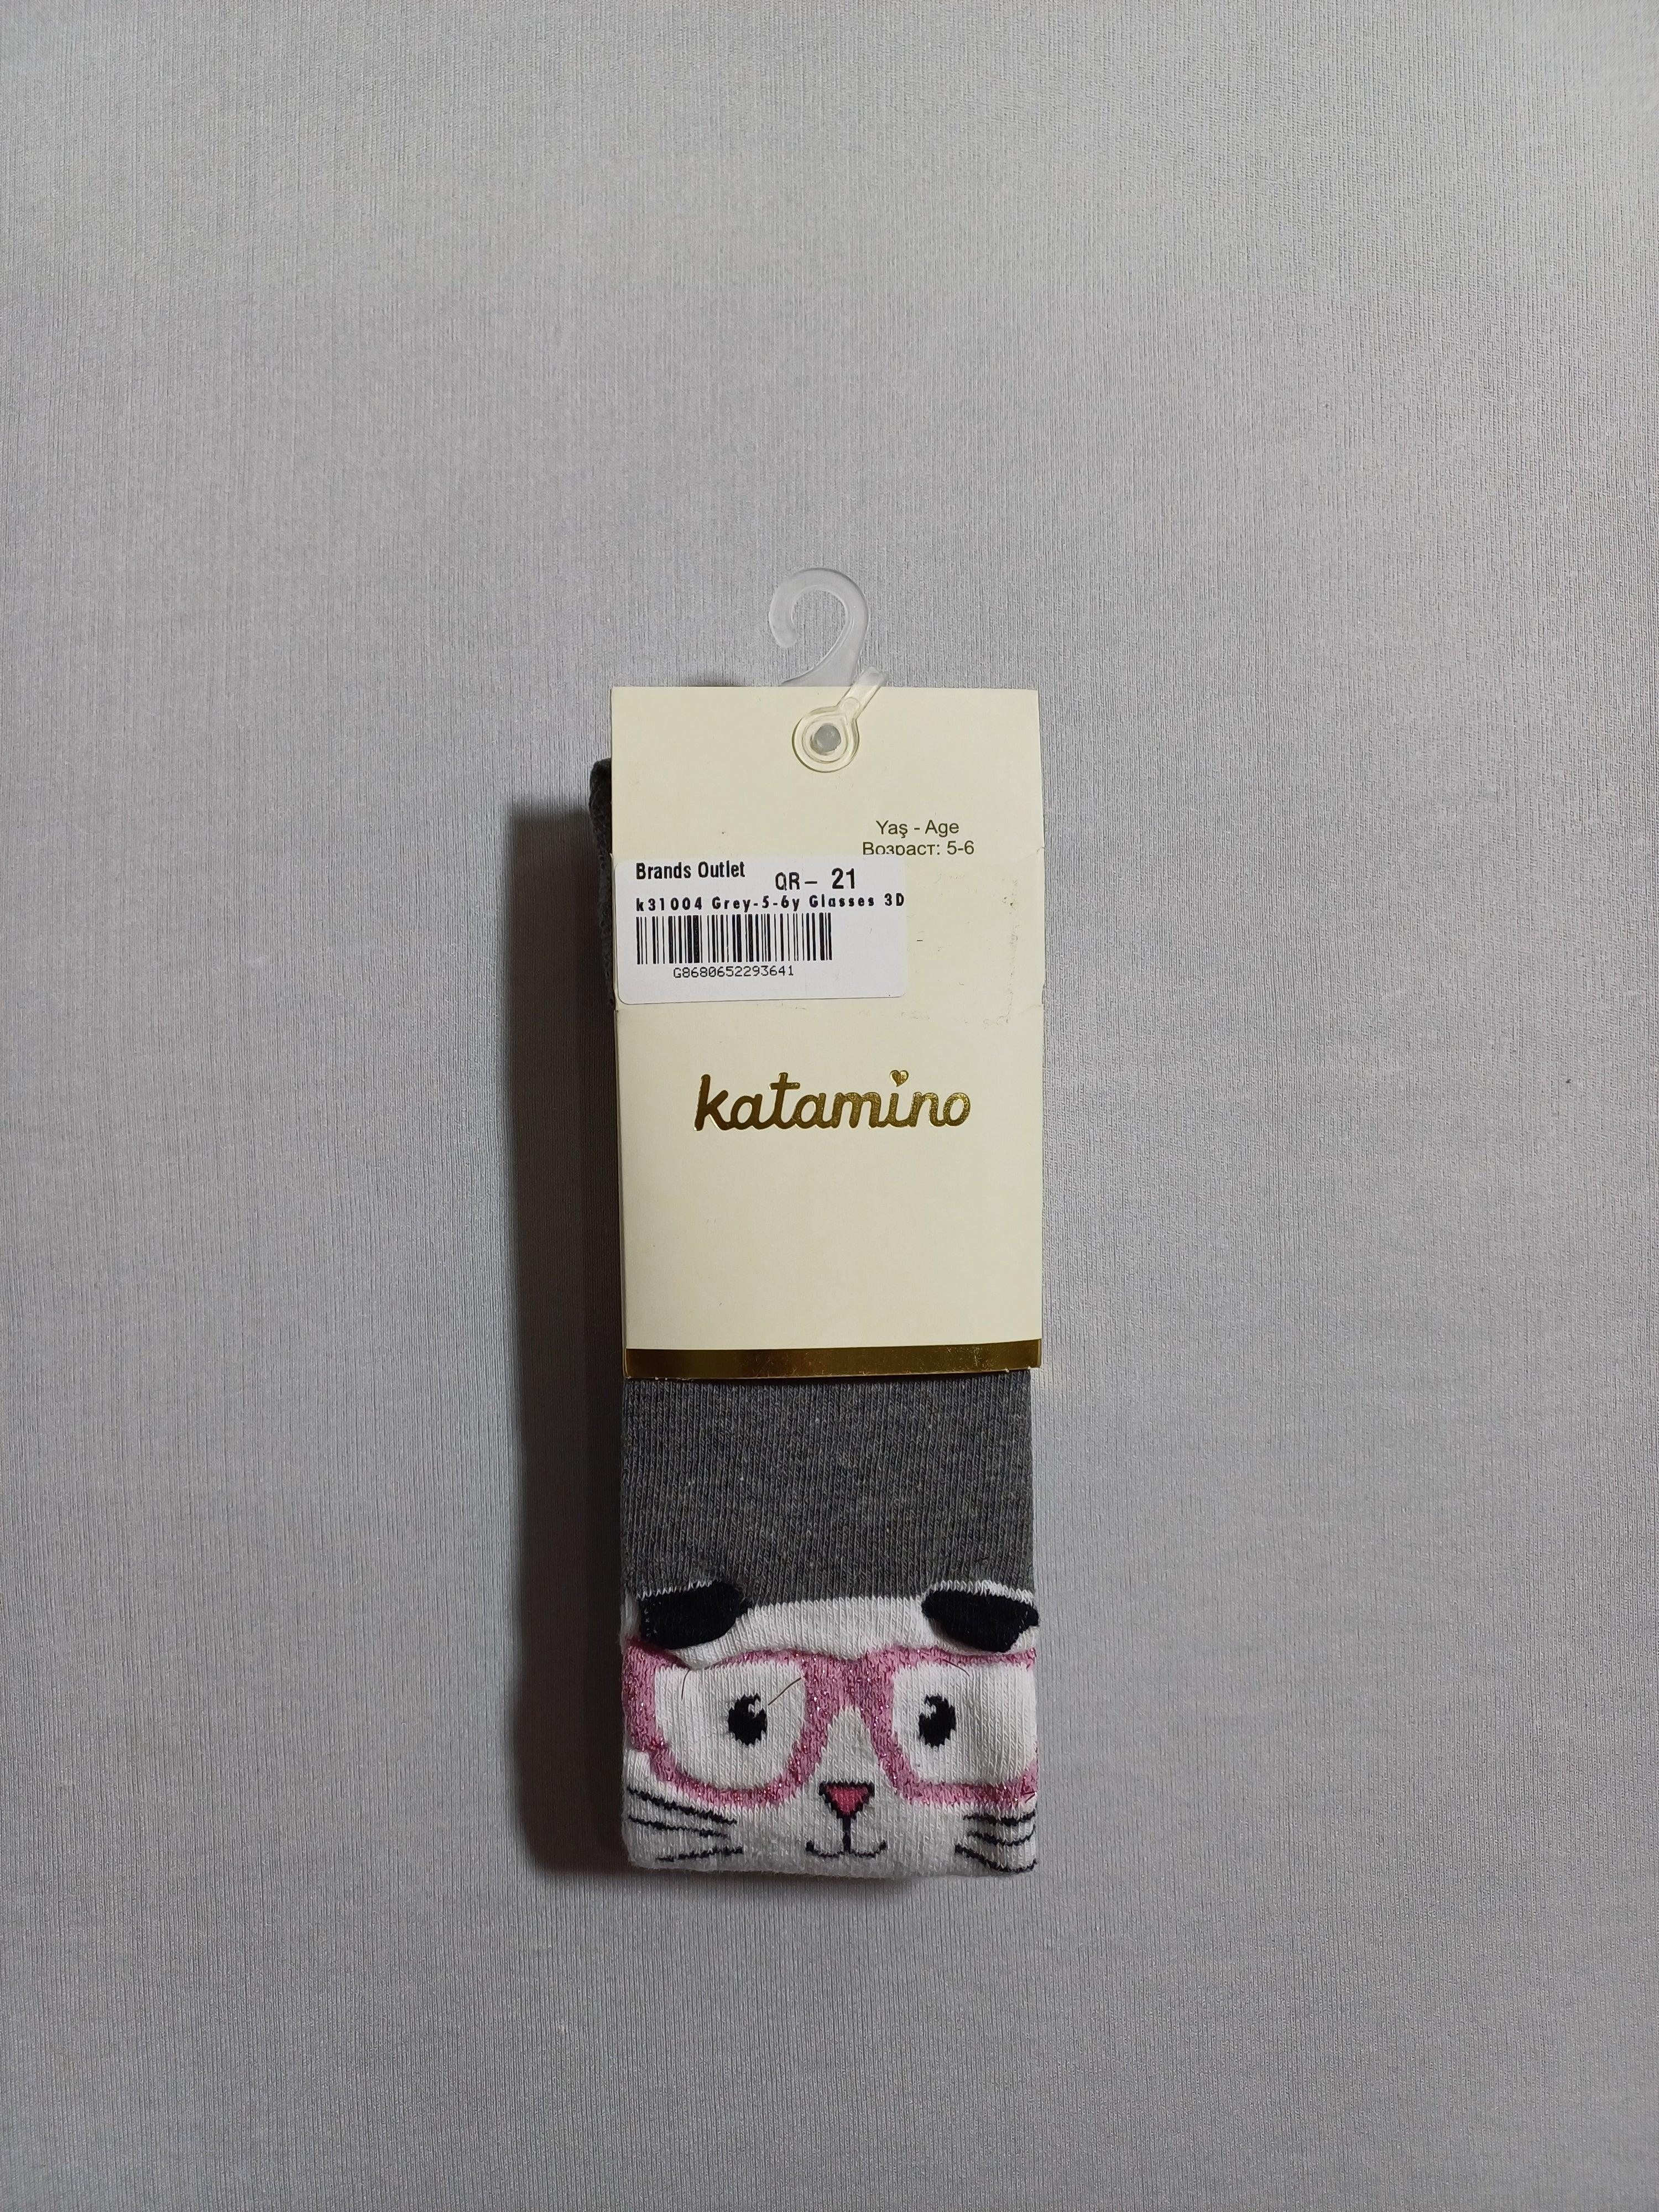 Yaş - Age
Возраст: 5-6
Brands Outlet QR- 21
k31004 Grey-5-6y Glasses 3D
G8680652293641
katamino